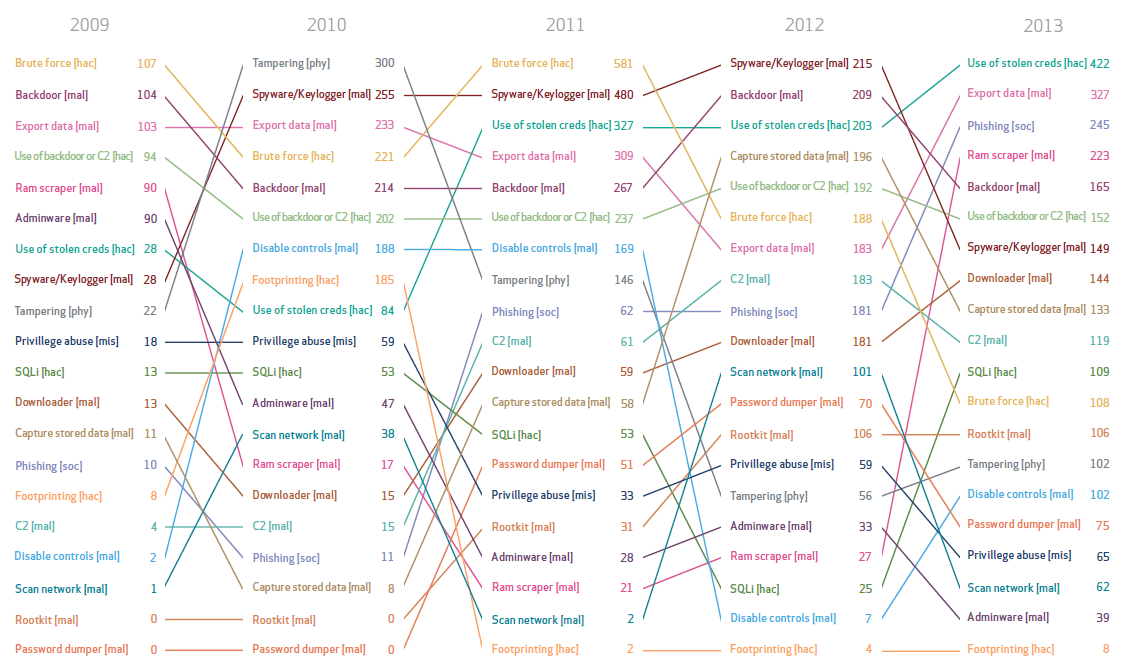 2009 2010 2011 2012 2013
Brute force [hac] 107 Tampering [phy] 300 Brute force [hac] 581 Spyware/Keylogger [mal] 215 Use of stolen creds [hac] 422
Backdoor [mal] 104 Spyware/Keylogger [mal] 255 Spyware/Keylogger [mal] 480 Backdoor [mal] 209 Export data [mal] 327
Export data [mal] 103 Export data [mal] 233 Use of stolen creds [hac] 327 Use of stolen creds [hac] 203 Phishing [soc] 245
Use of backdoor or C2 [hac] 94 Brute force [hac] 221 Export data [mal] 309 Capture stored data [mal] 196 Ram scraper [mal] 223
Ram scraper [mal] 90 Backdoor [mal] 214 Backdoor [mal] 267 Use of backdoor or C2 [hac] 192 Backdoor [mal] 165
Adminware [mal] 90 Use of backdoor or C2 [hac] 202 Use of backdoor or C2 [hac] 237 Brute force [hac] 188 Use of backdoor or C2 [hac] 152
Use of stolen creds [hac] 28 Disable controls [mal] 188 Disable controls [mal] 169 Export data [mal] 183 Spyware/Keylogger [mal] 149
Spyware/Keylogger [mal] 28 Footprinting [hac] 185 Tampering [phy] 146 C2 [mal] 183 Downloader [mal] 144
Tampering [phy] 22 Use of stolen creds [hac] 84 Phishing [soc] 62 Phishing [soc] 181 Capture stored data [mal] 133
Privillege abuse [mis] 18 Privillege abuse [mis] 59 C2 [mal] 61 Downloader [mal] 181 C2 [mal] 119
SQLi [hac] 13 SQLi [hac] 53 Downloader [mal] 59 Scan network [mal] 101 SQLi [hac] 109
Downloader [mal] 13 Adminware [mal] 47 Capture stored data [mal] 58 Password dumper [mal] 70 Brute force [hac] 108
Capture stored data [mal] 11 Scan network [mal] 38 SQLi [hac] 53 Rootkit [mal] 106 Rootkit [mal] 106
Phishing [soc] 10 Ram scraper [mal] 17 Password dumper [mal] 51 Privillege abuse [mis] 59 Tampering [phy] 102
Footprinting [hac] 8 Downloader [mal] 15 Privillege abuse [mis] 33 Tampering [phy] 56 Disable controls [mal] 102
C2 [mal] 4 C2 [mal] 15 Rootkit [mal] 31 Adminware [mal] 33 Password dumper [mal] 75
Disable controls [mal] 2 Phishing [soc] 11 Adminware [mal] 28 Ram scraper [mal] 27 Privillege abuse [mis] 65
Scan network [mal] 1 Capture stored data [mal] 8 Ram scraper [mal] 21 SQLi [hac] 25 Scan network [mal] 62
Rootkit [mal] 0 Rootkit [mal] 0 Scan network [mal] 2 Disable controls [mal] 7 Adminware [mal] 39
Password dumper [mal] 0 Password dumper [mal] 0 Footprinting [hac] 2 Footprinting [hac] 4 Footprinting [hac] 8